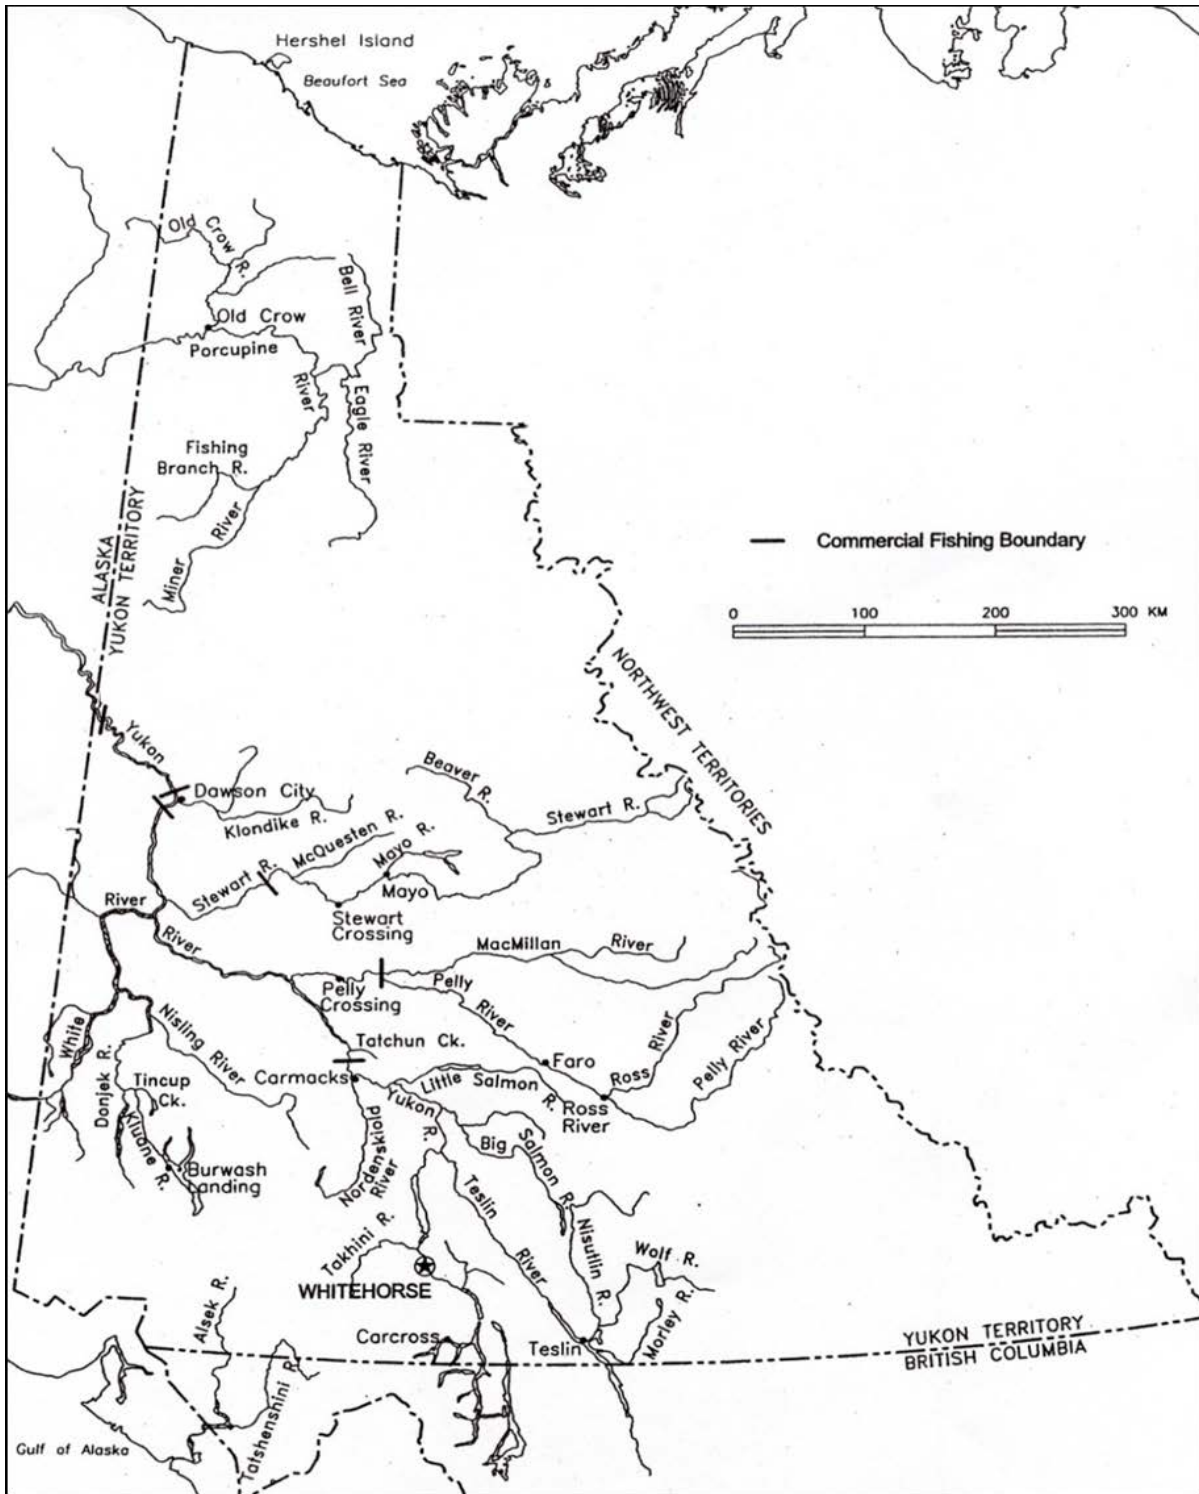 Hershel Island
Beaufort Sea
Old Crow R.
Bell River
Old Crow
Porcupine
River
Eagle River
Fishing
Branch R.
River
Miner
ALASKA
YUKON TERRITORY
Commercial Fishing Boundary
0 100 200 300 KM
NORTHWEST TERRITORIES
Yukon
Dawson City
Klondike R.
Beaver R.
Stewart R.
McQuesten R.
Mayo R.
Stewart R.
Mayo
Stewart
Crossing
River
River
MacMillan River
Pelly
Crossing
Pelly
River
White
Nisling River
Tatchun Ck.
Faro
Ross River
Pelly River
Donjek R.
Tincup
Ck.
Carmacks
Little Salmon
R.
Ross
River
Yukon R.
Kluane R.
Burwash
Landing
Nordenskiold
River
Big
Salmon R.
Teslin
River
Nisutlin R.
Takhini R.
Wolf R.
WHITEHORSE
Morley R.
Alsek R.
Carcross
Teslin
YUKON TERRITORY
BRITISH COLUMBIA
Tatshenshini R.
Gulf of Alaska